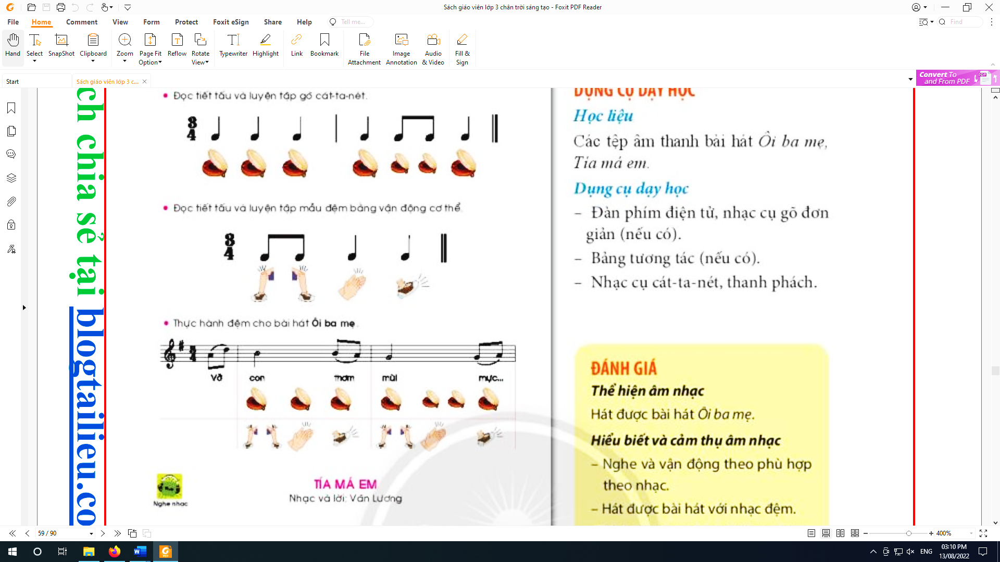 Sách giáo viên lớp 3 chân trời sáng tạo - Foxit PDF Reader
File Home Comment View Form Protect Foxit eSign Share Help Tell me... Find
Hand Select SnapShot Clipboard Zoom Page Fit Option Reflow Rotate View Typewriter Highlight Link Bookmark File Attachment Image Annotation Audio & Video Fill & Sign
Start
Sách giáo viên lớp 3 c...
Convert To
and From PDF
PDF
ch chia sẻ tại blogtailieu.co
• Đọc tiết tấu và luyện tập gõ cát-ta-nét.
3
4
• Đọc tiết tấu và luyện tập mẫu đệm bằng vận động cơ thể.
3
4
• Thực hành đệm cho bài hát Ôi ba mẹ.
3
4
Vỡ con thơm mùi mực...
Nghe nhạc
TÍA MÁ EM
Nhạc và lời: Văn Lương
DỤNG CỤ DẠY HỌC
Học liệu
Các tệp âm thanh bài hát Ôi ba mẹ,
Tía má em.
Dụng cụ dạy học
– Đàn phím điện tử, nhạc cụ gõ đơn
giản (nếu có).
– Bảng tương tác (nếu có).
– Nhạc cụ cát-ta-nét, thanh phách.
ĐÁNH GIÁ
Thể hiện âm nhạc
Hát được bài hát Ôi ba mẹ.
Hiểu biết và cảm thụ âm nhạc
– Nghe và vận động theo phù hợp
theo nhạc.
– Hát được bài hát với nhạc đệm.
59 / 90
400%
ENG
03:10 PM
13/08/2022